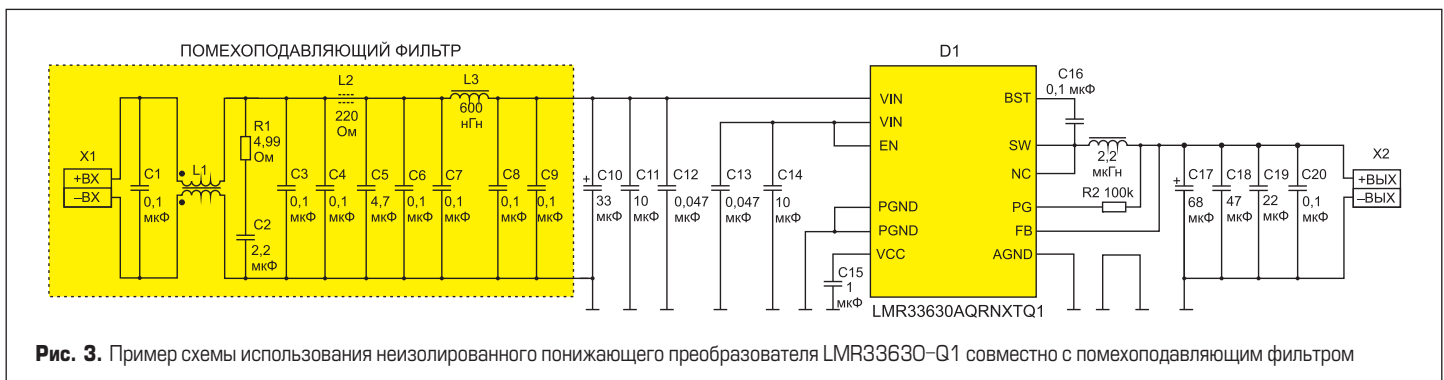 ПОМЕХОПОДАВЛЯЮЩИЙ ФИЛЬТР
D1
X1
+ВХ
–ВХ
C1
0,1
мкФ
L1
R1
4,99
Ом
C2
2,2
мкФ
C3
0,1
мкФ
C4
0,1
мкФ
L2
220
Ом
C5
4,7
мкФ
C6
0,1
мкФ
C7
0,1
мкФ
L3
600
нГн
C8
0,1
мкФ
C9
0,1
мкФ
+
C10
33
мкФ
C11
10
мкФ
C12
0,047
мкФ
C13
0,047
мкФ
C14
10
мкФ
C15
1
мкФ
VIN
VIN
EN
PGND
PGND
VCC
BST
SW
NC
PG
FB
AGND
LMR33630AQRNXTQ1
C16
0,1 мкФ
2,2
мкГн
R2 100k
+
C17
68
мкФ
C18
47
мкФ
C19
22
мкФ
C20
0,1
мкФ
X2
+ВЫХ
–ВЫХ
Рис. 3. Пример схемы использования неизолированного понижающего преобразователя LMR33630–Q1 совместно с помехоподавляющим фильтром